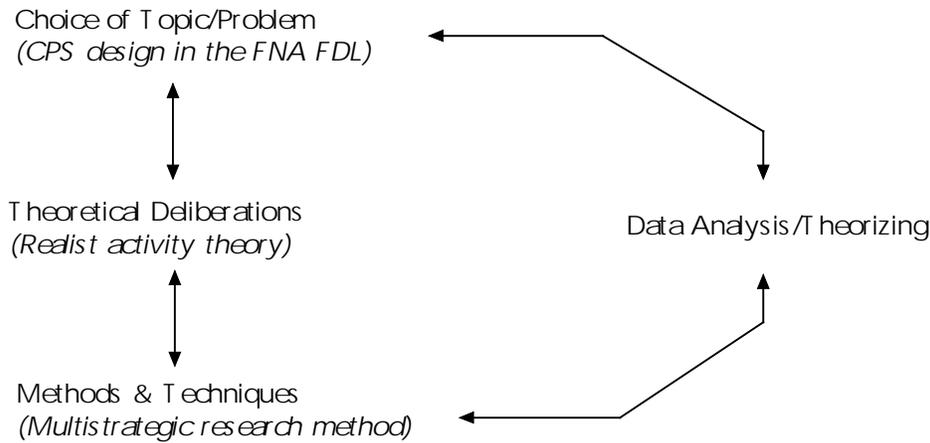 Choice of Topic/Problem
(CPS design in the FNA FDL)
Theoretical Deliberations
(Realist activity theory)
Data Analysis/Theorizing
Methods & Techniques
(Multistrategic research method)